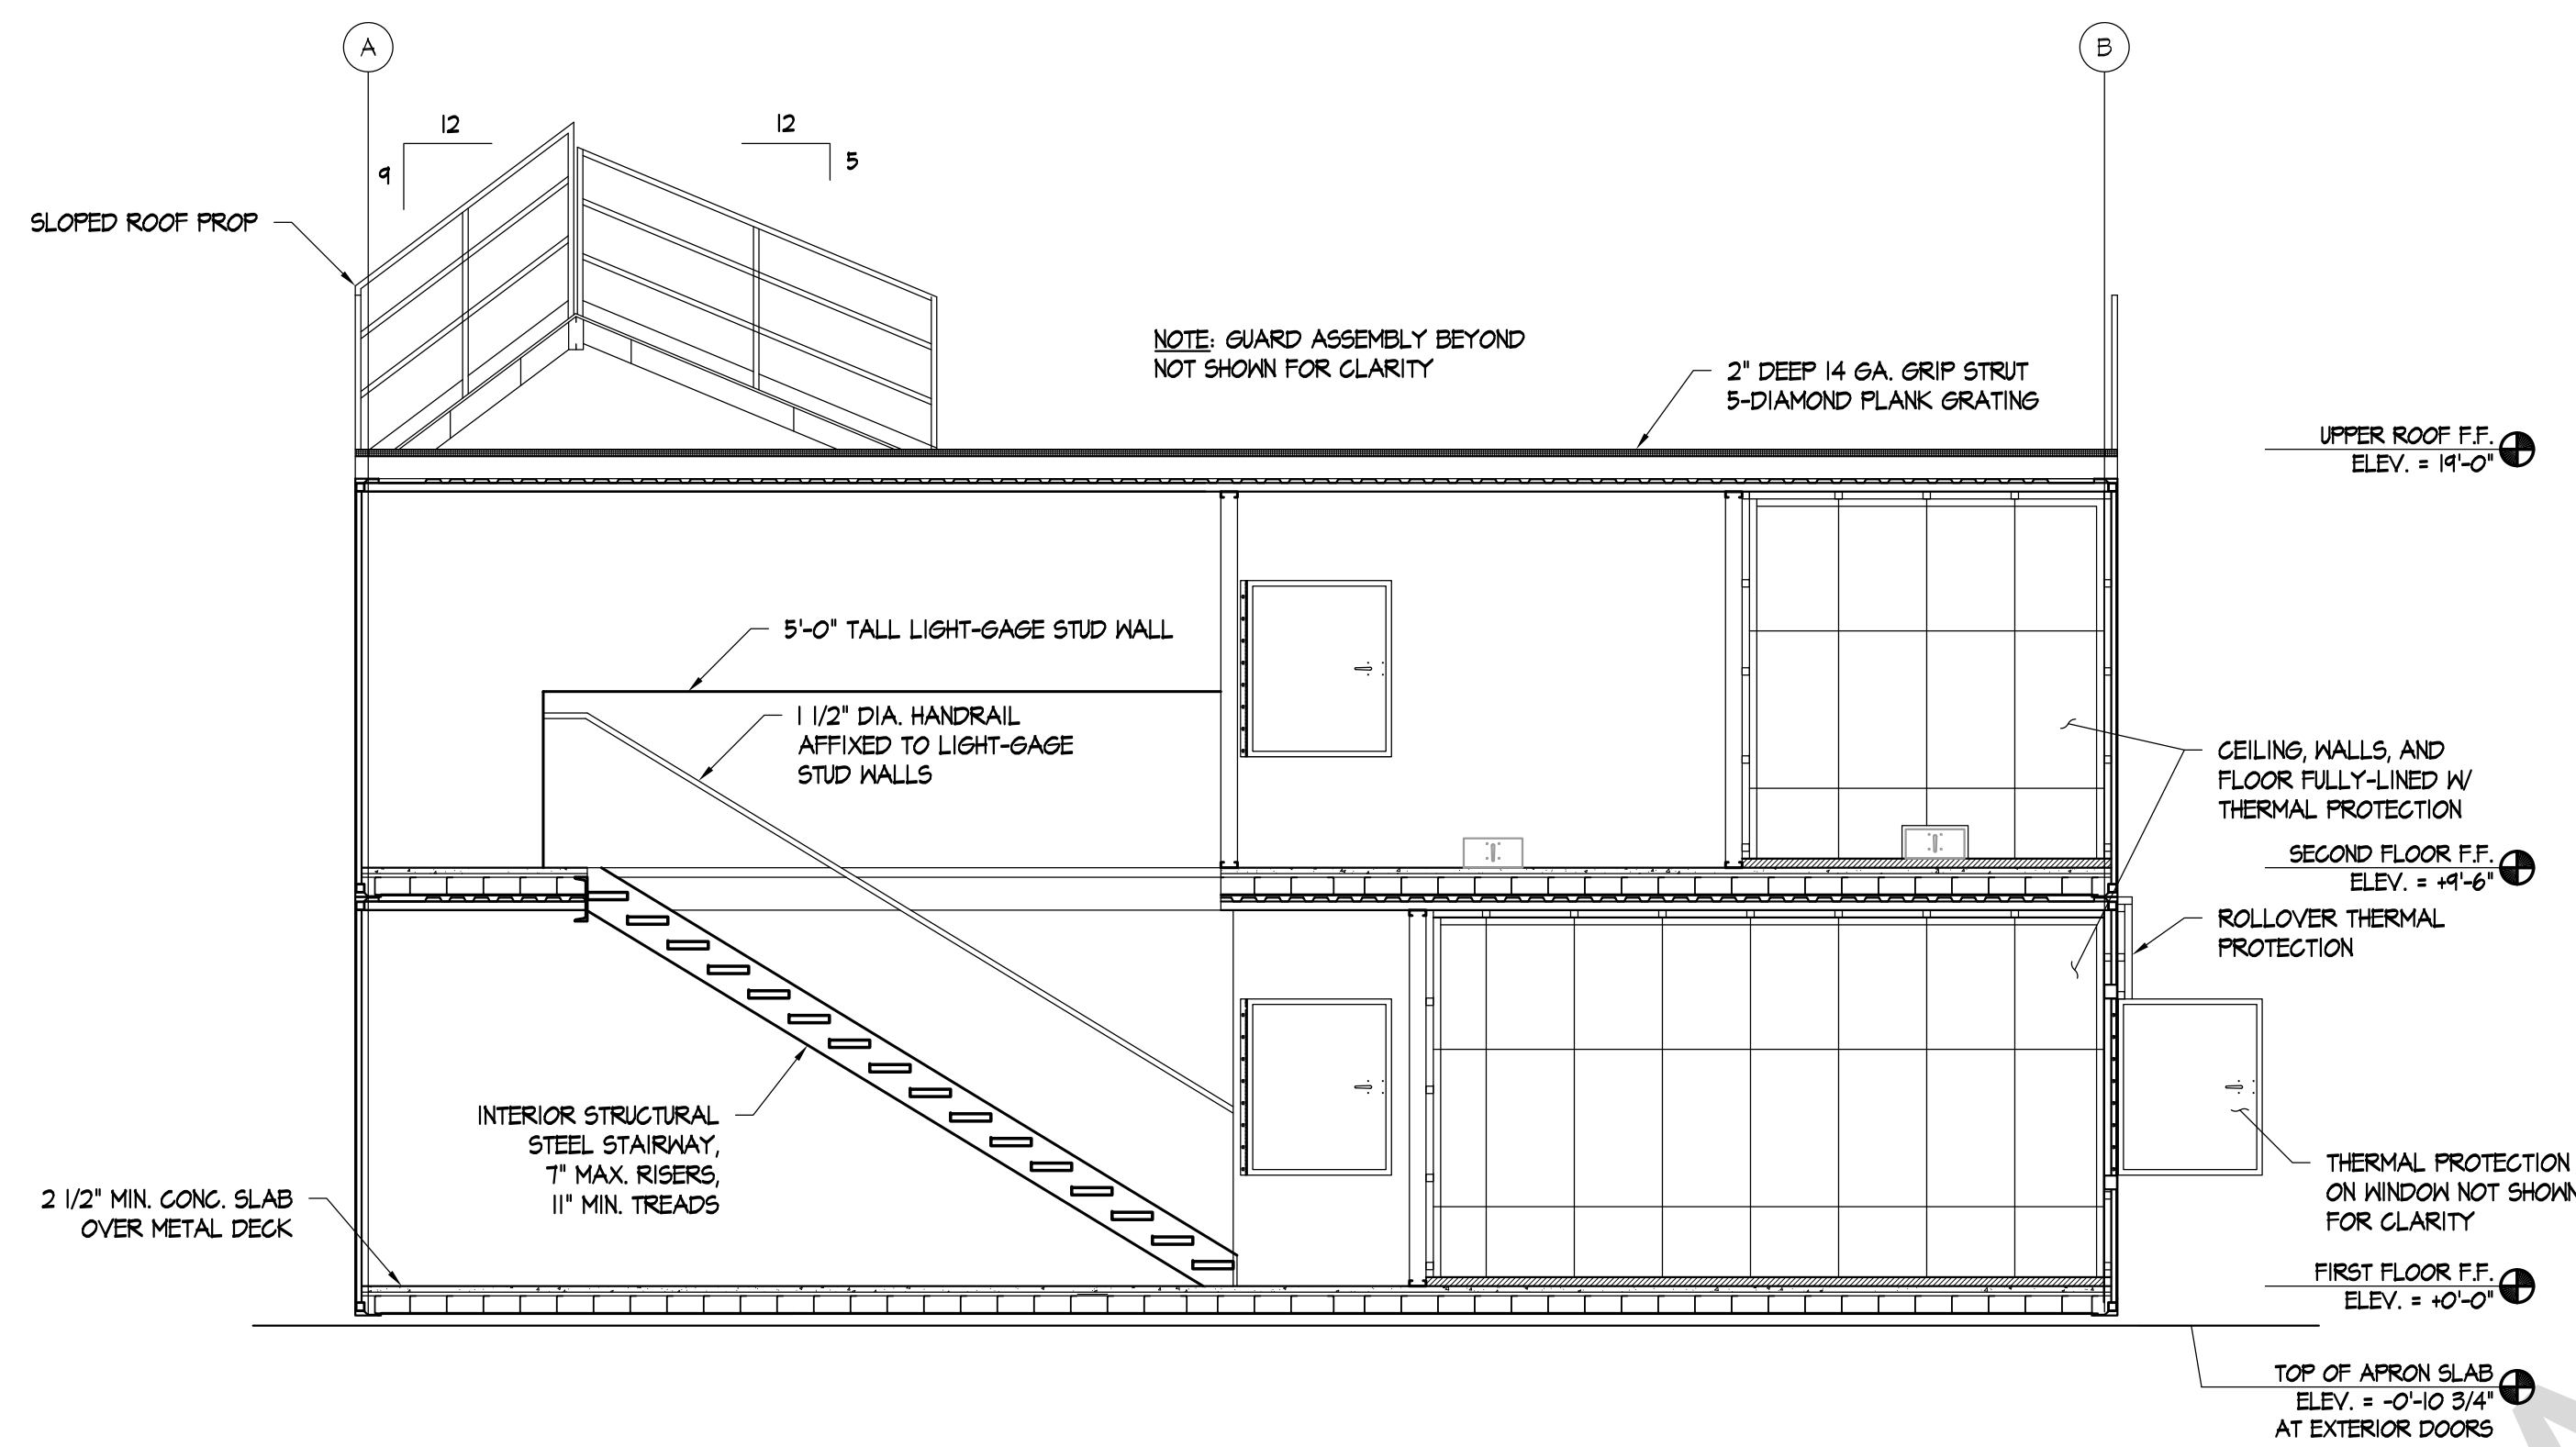 A
B
12
9
12
5
SLOPED ROOF PROP
NOTE: GUARD ASSEMBLY BEYOND
NOT SHOWN FOR CLARITY
2" DEEP 14 GA. GRIP STRUT
5-DIAMOND PLANK GRATING
UPPER ROOF F.F.
ELEV. = 19'-0"
5'-0" TALL LIGHT-GAGE STUD WALL
1 1/2" DIA. HANDRAIL
AFFIXED TO LIGHT-GAGE
STUD WALLS
CEILING, WALLS, AND
FLOOR FULLY-LINED W/
THERMAL PROTECTION
SECOND FLOOR F.F.
ELEV. = +9'-6"
ROLLOVER THERMAL
PROTECTION
INTERIOR STRUCTURAL
STEEL STAIRWAY,
7" MAX. RISERS,
11" MIN. TREADS
2 1/2" MIN. CONC. SLAB
OVER METAL DECK
THERMAL PROTECTION
ON WINDOW NOT SHOWN
FOR CLARITY
FIRST FLOOR F.F.
ELEV. = +0'-0"
TOP OF APRON SLAB
ELEV. = -0'-10 3/4"
AT EXTERIOR DOORS